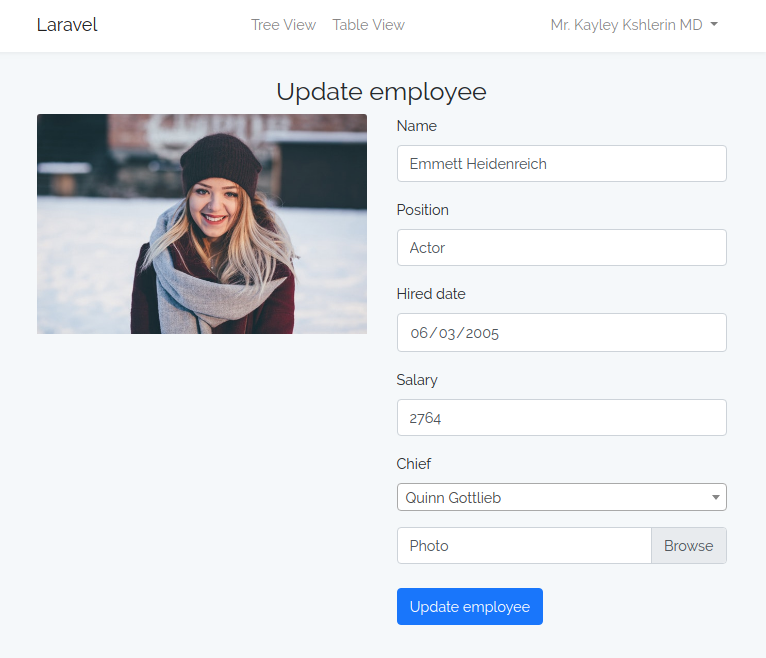 Laravel Tree View Table View Mr. Kayley Kshlerin MD
Update employee
Name
Emmett Heidenreich
Position
Actor
Hired date
06/03/2005
Salary
2764
Chief
Quinn Gottlieb
Photo Browse
Update employee